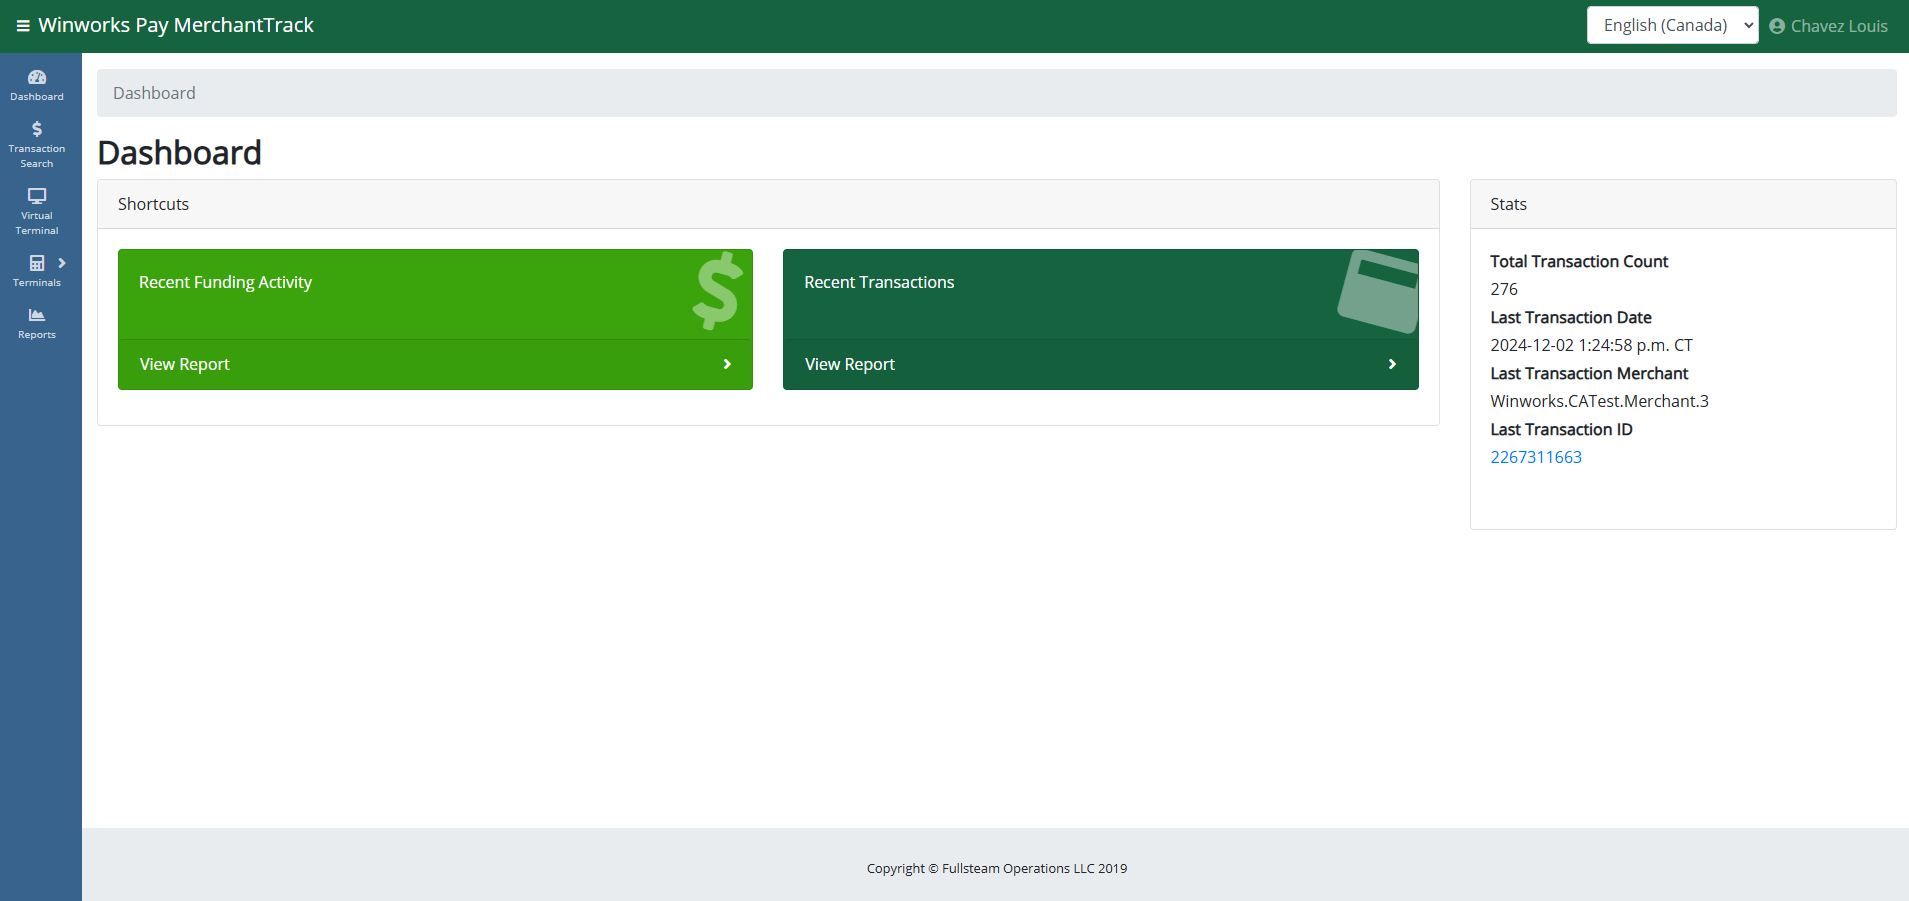 Winworks Pay MerchantTrack
English (Canada)
Chavez Louis
Dashboard
Transaction
Search
Virtual
Terminal
Terminals
Reports
Dashboard
Dashboard
Shortcuts
Recent Funding Activity
View Report
Recent Transactions
View Report
Stats
Total Transaction Count
276
Last Transaction Date
2024-12-02 1:24:58 p.m. CT
Last Transaction Merchant
Winworks.CATest.Merchant.3
Last Transaction ID
2267311663
Copyright © Fullsteam Operations LLC 2019